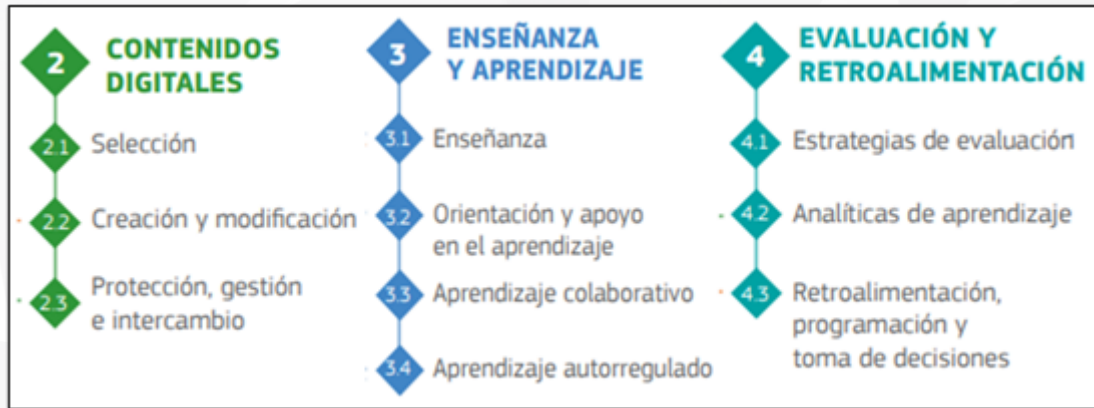 2
CONTENIDOS
DIGITALES
2.1 Selección
2.2 Creación y modificación
2.3 Protección, gestión
e intercambio
3
ENSEÑANZA
Y APRENDIZAJE
3.1 Enseñanza
3.2 Orientación y apoyo
en el aprendizaje
3.3 Aprendizaje colaborativo
3.4 Aprendizaje autorregulado
4
EVALUACIÓN Y
RETROALIMENTACIÓN
4.1 Estrategias de evaluación
4.2 Analíticas de aprendizaje
4.3 Retroalimentación,
programación y
toma de decisiones